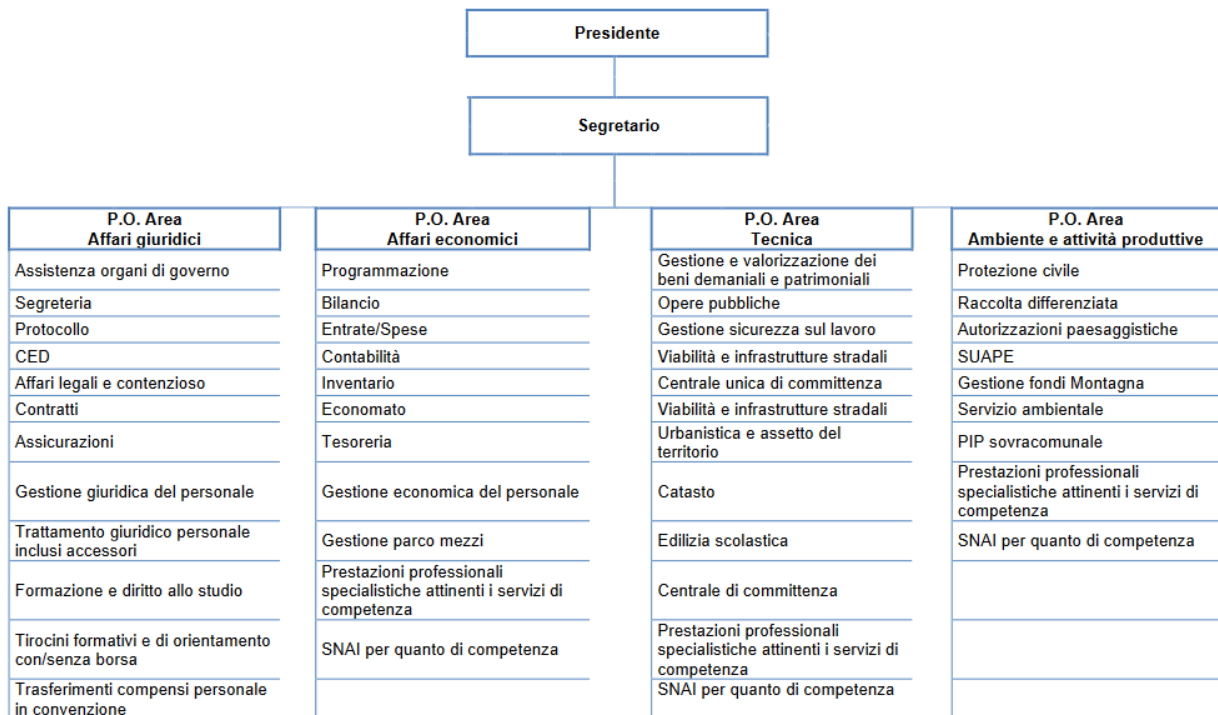 Presidente
Segretario
P.O. Area
Affari giuridici
Assistenza organi di governo
Segreteria
Protocollo
CED
Affari legali e contenzioso
Contratti
Assicurazioni
Gestione giuridica del personale
Trattamento giuridico personale
inclusi accessori
Formazione e diritto allo studio
Tirocini formativi e di orientamento
con/senza borsa
Trasferimenti compensi personale
in convenzione
P.O. Area
Affari economici
Programmazione
Bilancio
Entrate/Spese
Contabilità
Inventario
Economato
Tesoreria
Gestione economica del personale
Gestione parco mezzi
Prestazioni professionali
specialistiche attinenti i servizi di
competenza
SNAI per quanto di competenza
P.O. Area
Tecnica
Gestione e valorizzazione dei
beni demaniali e patrimoniali
Opere pubbliche
Gestione sicurezza sul lavoro
Viabilità e infrastrutture stradali
Centrale unica di committenza
Viabilità e infrastrutture stradali
Urbanistica e assetto del
territorio
Catasto
Edilizia scolastica
Centrale di committenza
Prestazioni professionali
specialistiche attinenti i servizi di
competenza
SNAI per quanto di competenza
P.O. Area
Ambiente e attività produttive
Protezione civile
Raccolta differenziata
Autorizzazioni paesaggistiche
SUAPE
Gestione fondi Montagna
Servizio ambientale
PIP sovracomunale
Prestazioni professionali
specialistiche attinenti i servizi di
competenza
SNAI per quanto di competenza